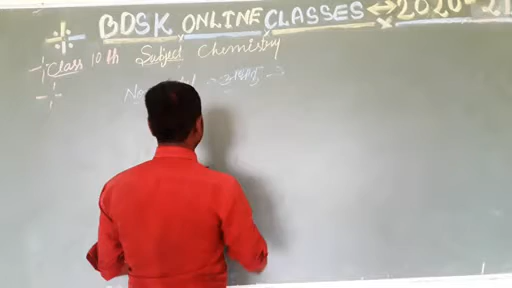 BDSK ONLINE CLASSES ↔ 2020-21
Class 10th Subject Chemistry